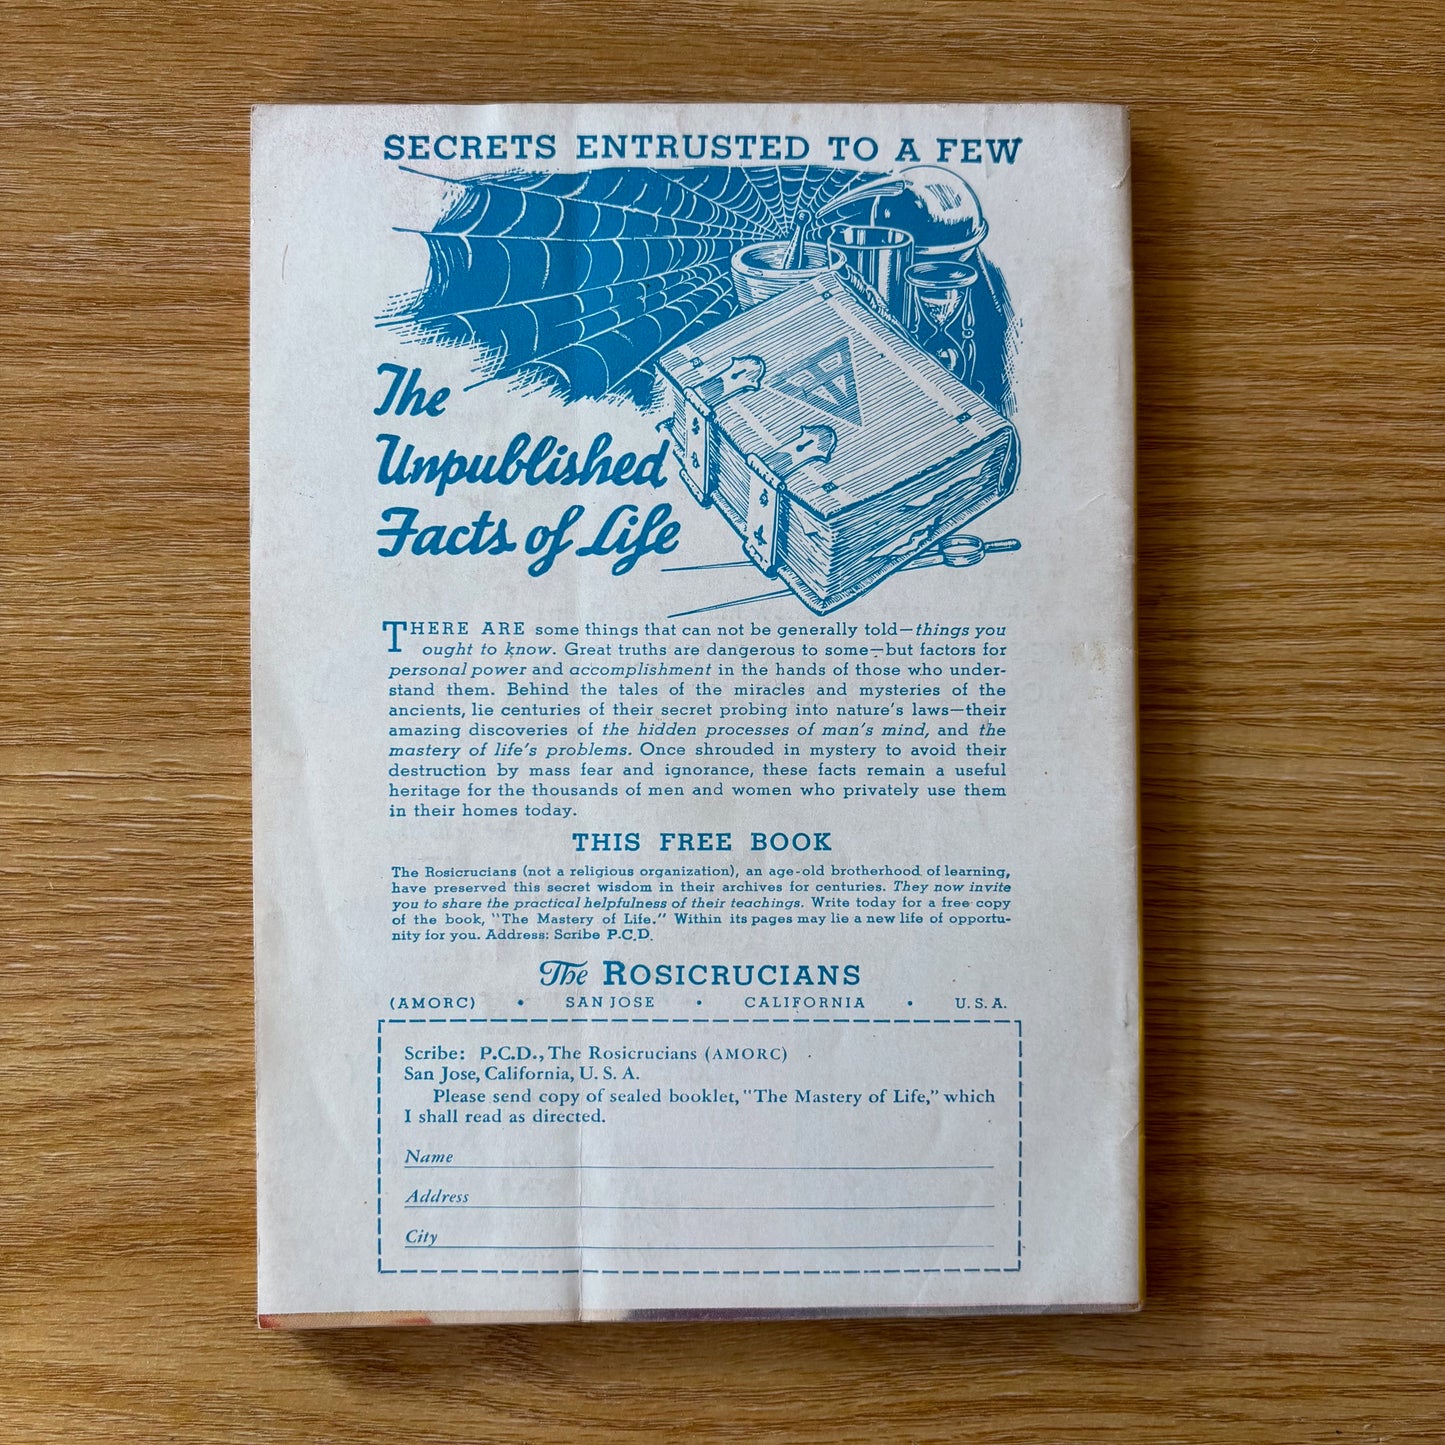 SECRETS ENTRUSTED TO A FEW
The
Unpublished
Facts of Life
THERE ARE some things that can not be generally told—things you
ought to know. Great truths are dangerous to some—but factors for
personal power and accomplishment in the hands of those who under-
stand them. Behind the tales of the miracles and mysteries of the
ancients, lie centuries of their secret probing into nature's laws—their
amazing discoveries of the hidden processes of man's mind, and the
mastery of life's problems. Once shrouded in mystery to avoid their
destruction by mass fear and ignorance, these facts remain a useful
heritage for the thousands of men and women who privately use them
in their homes today.
THIS FREE BOOK
The Rosicrucians (not a religious organization), an age-old brotherhood of learning,
have preserved this secret wisdom in their archives for centuries. They now invite
you to share the practical helpfulness of their teachings. Write today for a free copy
of the book, "The Mastery of Life." Within its pages may lie a new life of opportu-
nity for you. Address: Scribe P.C.D.
The ROSICRUCIANS
(AMORC) • SAN JOSE • CALIFORNIA • U. S. A.
Scribe: P.C.D., The Rosicrucians (AMORC)
San Jose, California, U. S. A.
Please send copy of sealed booklet, "The Mastery of Life," which
I shall read as directed.
Name
Address
City